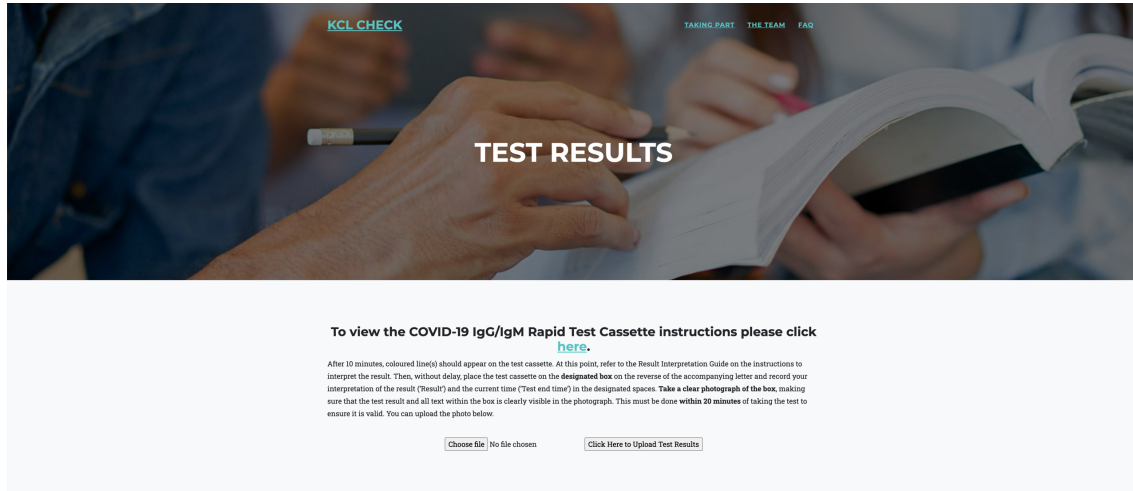 KCL CHECK
TAKING PART THE TEAM FAQ
TEST RESULTS
To view the COVID-19 IgG/IgM Rapid Test Cassette instructions please click
here.
After 10 minutes, coloured line(s) should appear on the test cassette. At this point, refer to the Result Interpretation Guide on the instructions to
interpret the result. Then, without delay, place the test cassette on the designated box on the reverse of the accompanying letter and record your
interpretation of the result ('Result') and the current time ('Test end time') in the designated spaces. Take a clear photograph of the box, making
sure that the test result and all text within the box is clearly visible in the photograph. This must be done within 20 minutes of taking the test to
ensure it is valid. You can upload the photo below.
Choose file No file chosen Click Here to Upload Test Results